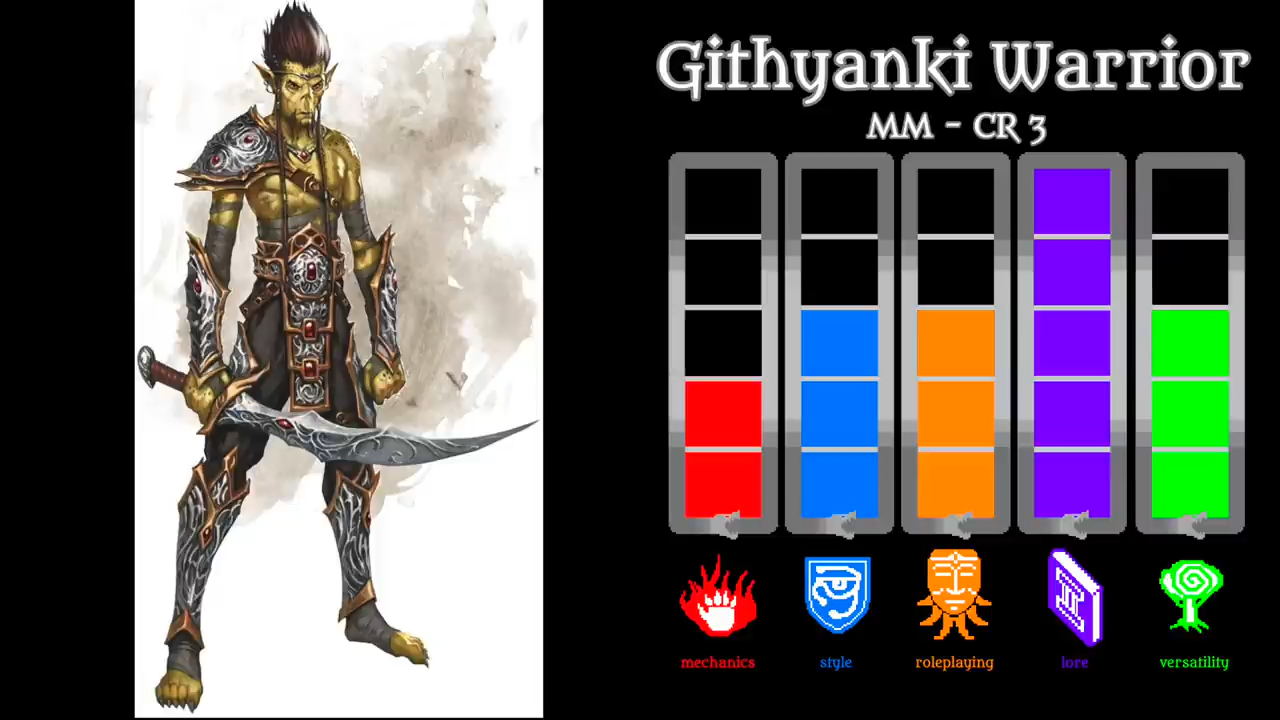 Githyanki Warrior
MM - CR 3
mechanics style roleplaying lore versatility